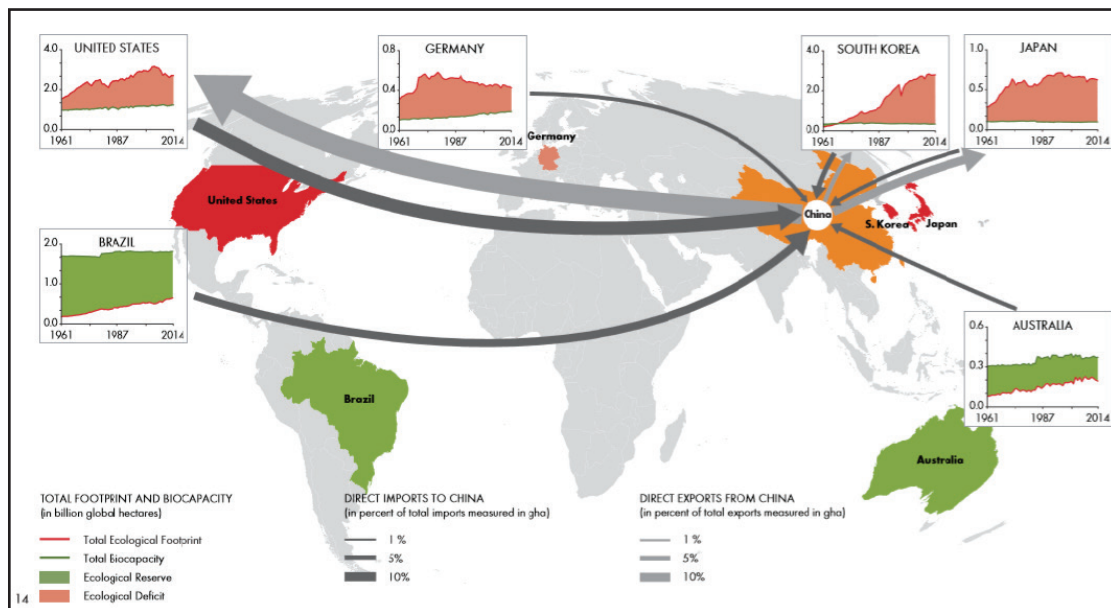 UNITED STATES
4.0
2.0
0.0
1961
1987
2014
GERMANY
0.8
0.4
0.0
1961
1987
2014
SOUTH KOREA
4.0
2.0
0.0
1961
1987
2014
JAPAN
1.0
0.5
0.0
1961
1987
2014
Germany
United States
China
S. Korea
Japan
BRAZIL
2.0
1.0
0.0
1961
1987
2014
AUSTRALIA
0.6
0.3
0.0
1961
1987
2014
Brazil
Australia
TOTAL FOOTPRINT AND BIOCAPACITY
(in billion global hectares)
Total Ecological Footprint
Total Biocapacity
Ecological Reserve
Ecological Deficit
DIRECT IMPORTS TO CHINA
(in percent of total imports measured in gha)
1 %
5%
10%
DIRECT EXPORTS FROM CHINA
(in percent of total exports measured in gha)
1 %
5%
10%
14